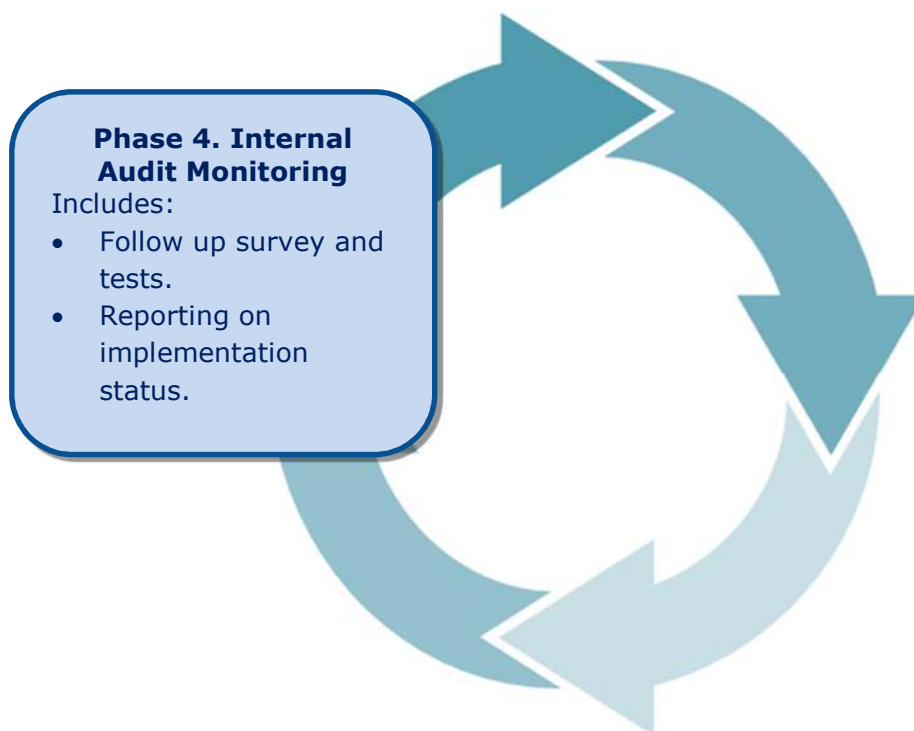 Phase 4. Internal
Audit Monitoring
Includes:
• Follow up survey and
tests.
• Reporting on
implementation
status.